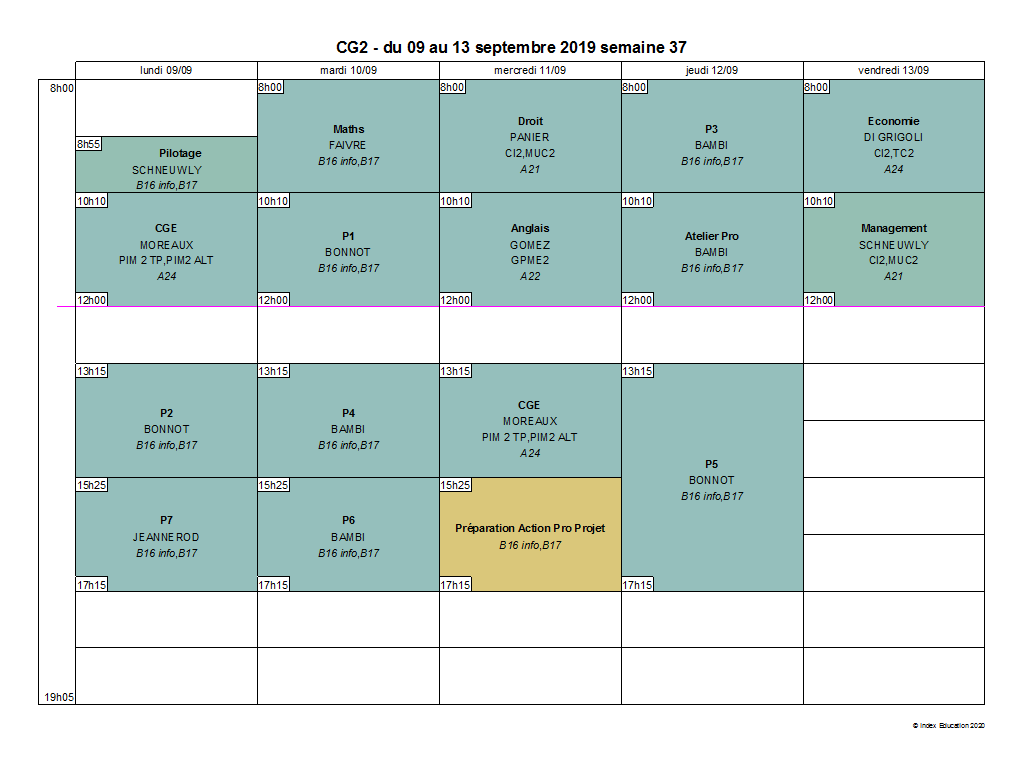 CG2 - du 09 au 13 septembre 2019 semaine 37
lundi 09/09
mardi 10/09
mercredi 11/09
jeudi 12/09
vendredi 13/09
8h00
8h55
Pilotage
SCHNEUWLY
B16 info,B17
8h00
Maths
FAIVRE
B16 info,B17
8h00
Droit
PANIER
CI2,MUC2
A21
8h00
P3
BAMBI
B16 info,B17
8h00
Economie
DI GRIGOLI
CI2,TC2
A24
10h10
CGE
MOREAUX
PIM 2 TP,PIM2 ALT
A24
12h00
10h10
P1
BONNOT
B16 info,B17
12h00
10h10
Anglais
GOMEZ
GPME2
A22
12h00
10h10
Atelier Pro
BAMBI
B16 info,B17
12h00
10h10
Management
SCHNEUWLY
CI2,MUC2
A21
12h00
13h15
P2
BONNOT
B16 info,B17
13h15
P4
BAMBI
B16 info,B17
13h15
CGE
MOREAUX
PIM 2 TP,PIM2 ALT
A24
13h15
P5
BONNOT
B16 info,B17
17h15
15h25
P7
JEANNEROD
B16 info,B17
17h15
15h25
P6
BAMBI
B16 info,B17
17h15
15h25
Préparation Action Pro Projet
B16 info,B17
17h15
19h05
© Index Education 2020